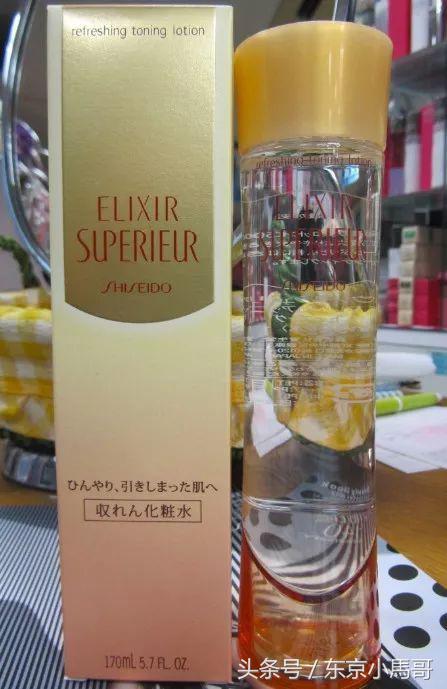 refreshing toning lotion
ELIXIR
SUPERIEUR
SHISEIDO
ひんやり、引きしまった肌へ
収れん化粧水
170mL 5.7 FL. OZ.
refreshing toning lotion
ELIXIR
SHISEIDO
头条号 / 东京小馬哥